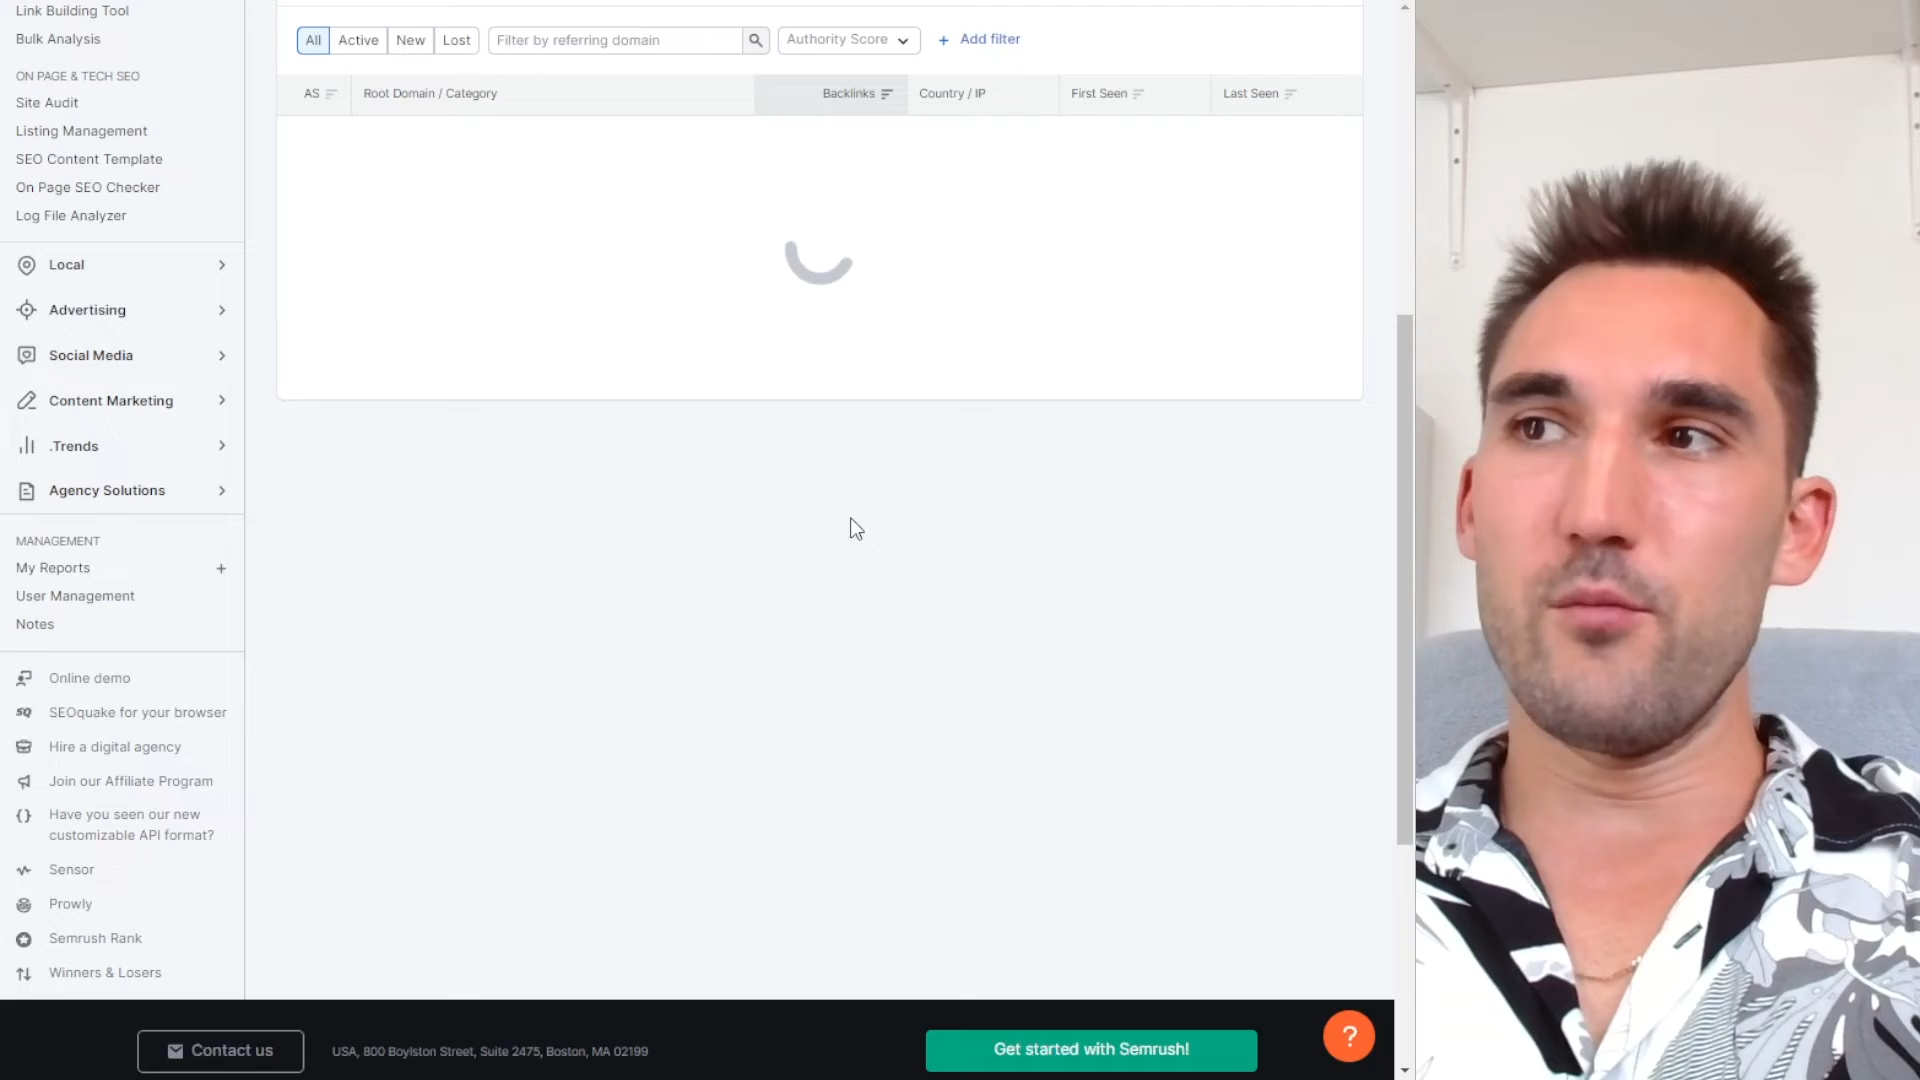 Link Building Tool
Bulk Analysis
ON PAGE & TECH SEO
Site Audit
Listing Management
SEO Content Template
On Page SEO Checker
Log File Analyzer
Local
Advertising
Social Media
Content Marketing
.Trends
Agency Solutions
MANAGEMENT
My Reports +
User Management
Notes
Online demo
SEOquake for your browser
Hire a digital agency
Join our Affiliate Program
Have you seen our new
customizable API format?
Sensor
Prowly
Semrush Rank
Winners & Losers
All Active New Lost Filter by referring domain Authority Score + Add filter
AS Root Domain / Category Backlinks Country / IP First Seen Last Seen
Contact us USA, 800 Boylston Street, Suite 2475, Boston, MA 02199 Get started with Semrush! ?